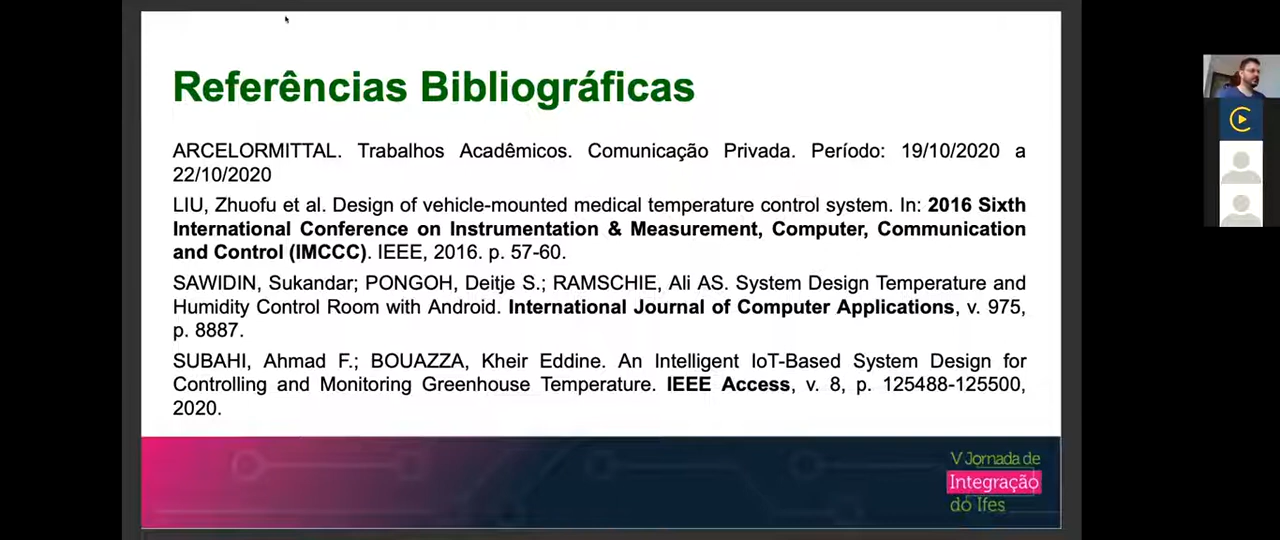 Referências Bibliográficas
ARCELORMITTAL. Trabalhos Acadêmicos. Comunicação Privada. Período: 19/10/2020 a
22/10/2020
LIU, Zhuofu et al. Design of vehicle-mounted medical temperature control system. In: 2016 Sixth
International Conference on Instrumentation & Measurement, Computer, Communication
and Control (IMCCC). IEEE, 2016. p. 57-60.
SAWIDIN, Sukandar; PONGOH, Deitje S.; RAMSCHIE, Ali AS. System Design Temperature and
Humidity Control Room with Android. International Journal of Computer Applications, v. 975,
p. 8887.
SUBAHI, Ahmad F.; BOUAZZA, Kheir Eddine. An Intelligent IoT-Based System Design for
Controlling and Monitoring Greenhouse Temperature. IEEE Access, v. 8, p. 125488-125500,
2020.
V Jornada de
Integração
do Ifes